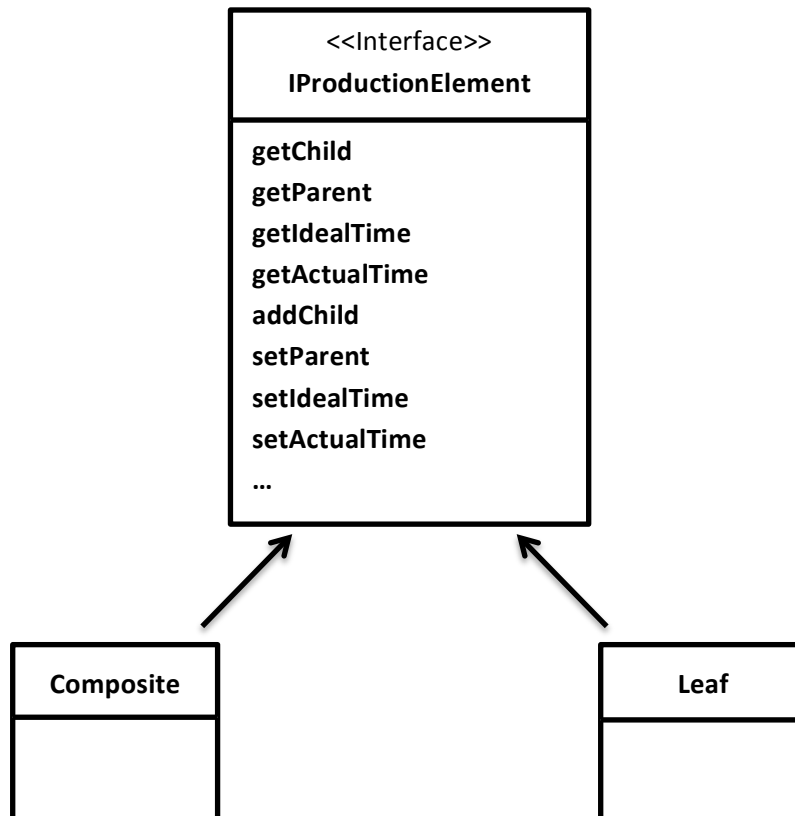 <<Interface>>
IProductionElement
getChild
getParent
getIdealTime
getActualTime
addChild
setParent
setIdealTime
setActualTime
…
Composite
Leaf